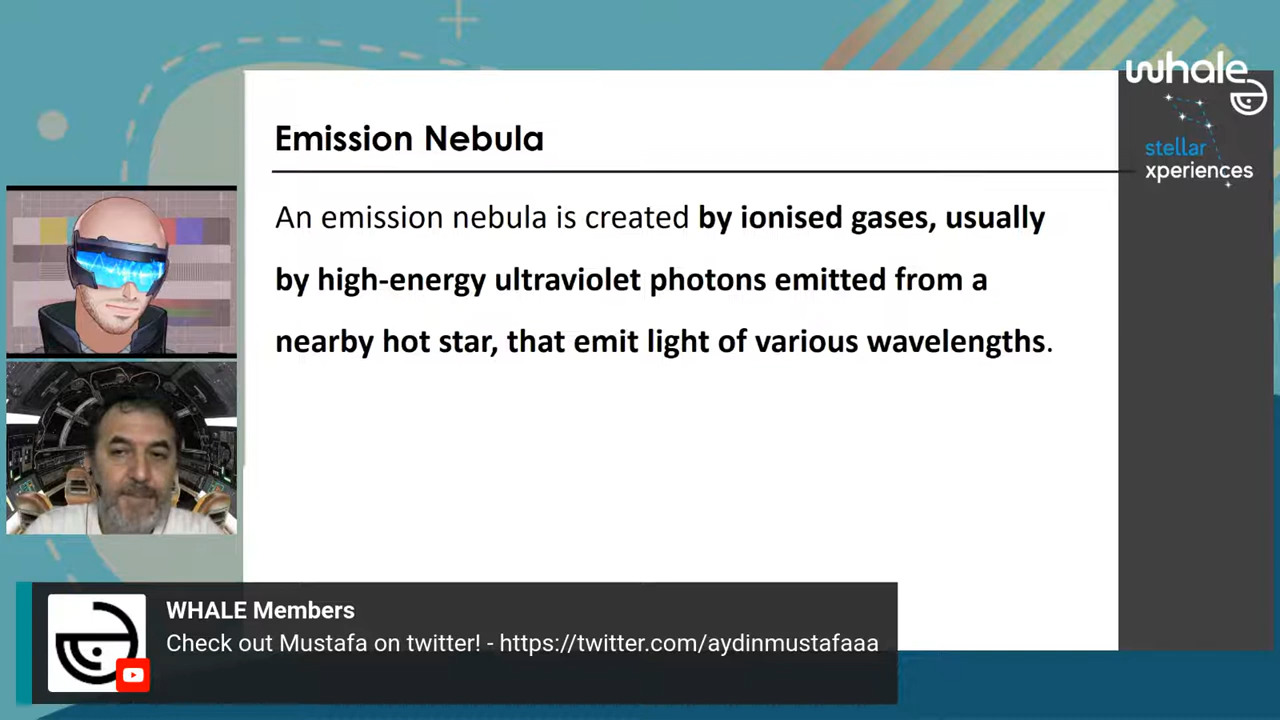 whale
stellar
xperiences
Emission Nebula
An emission nebula is created by ionised gases, usually
by high-energy ultraviolet photons emitted from a
nearby hot star, that emit light of various wavelengths.
WHALE Members
Check out Mustafa on twitter! - https://twitter.com/aydinmustafaaa